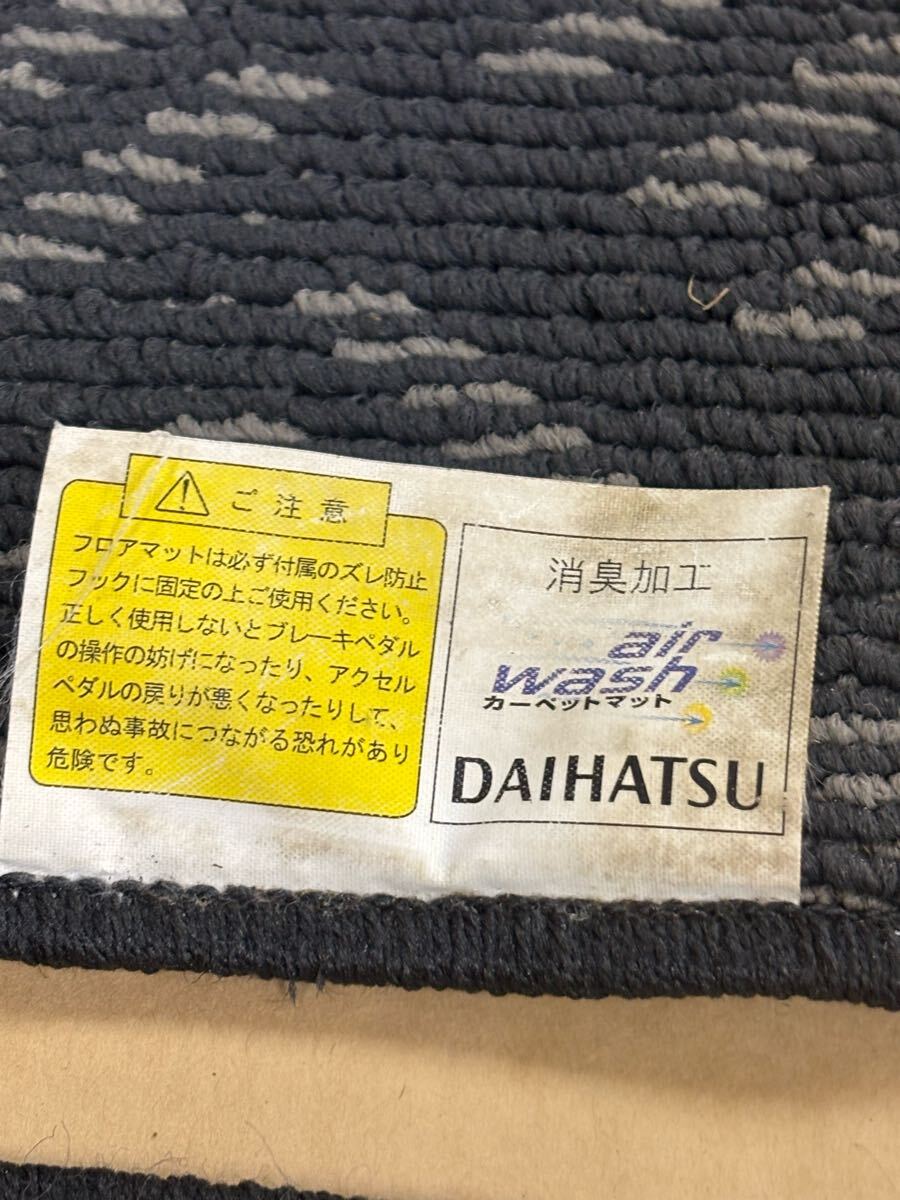 ご注意
フロアマットは必ず付属のズレ防止
フックに固定の上ご使用ください。
正しく使用しないとブレーキペダル
の操作の妨げになったり、アクセル
ペダルの戻りが悪くなったりして、
思わぬ事故につながる恐れがあり
危険です。
消臭加工
air
wash
カーペットマット
DAIHATSU